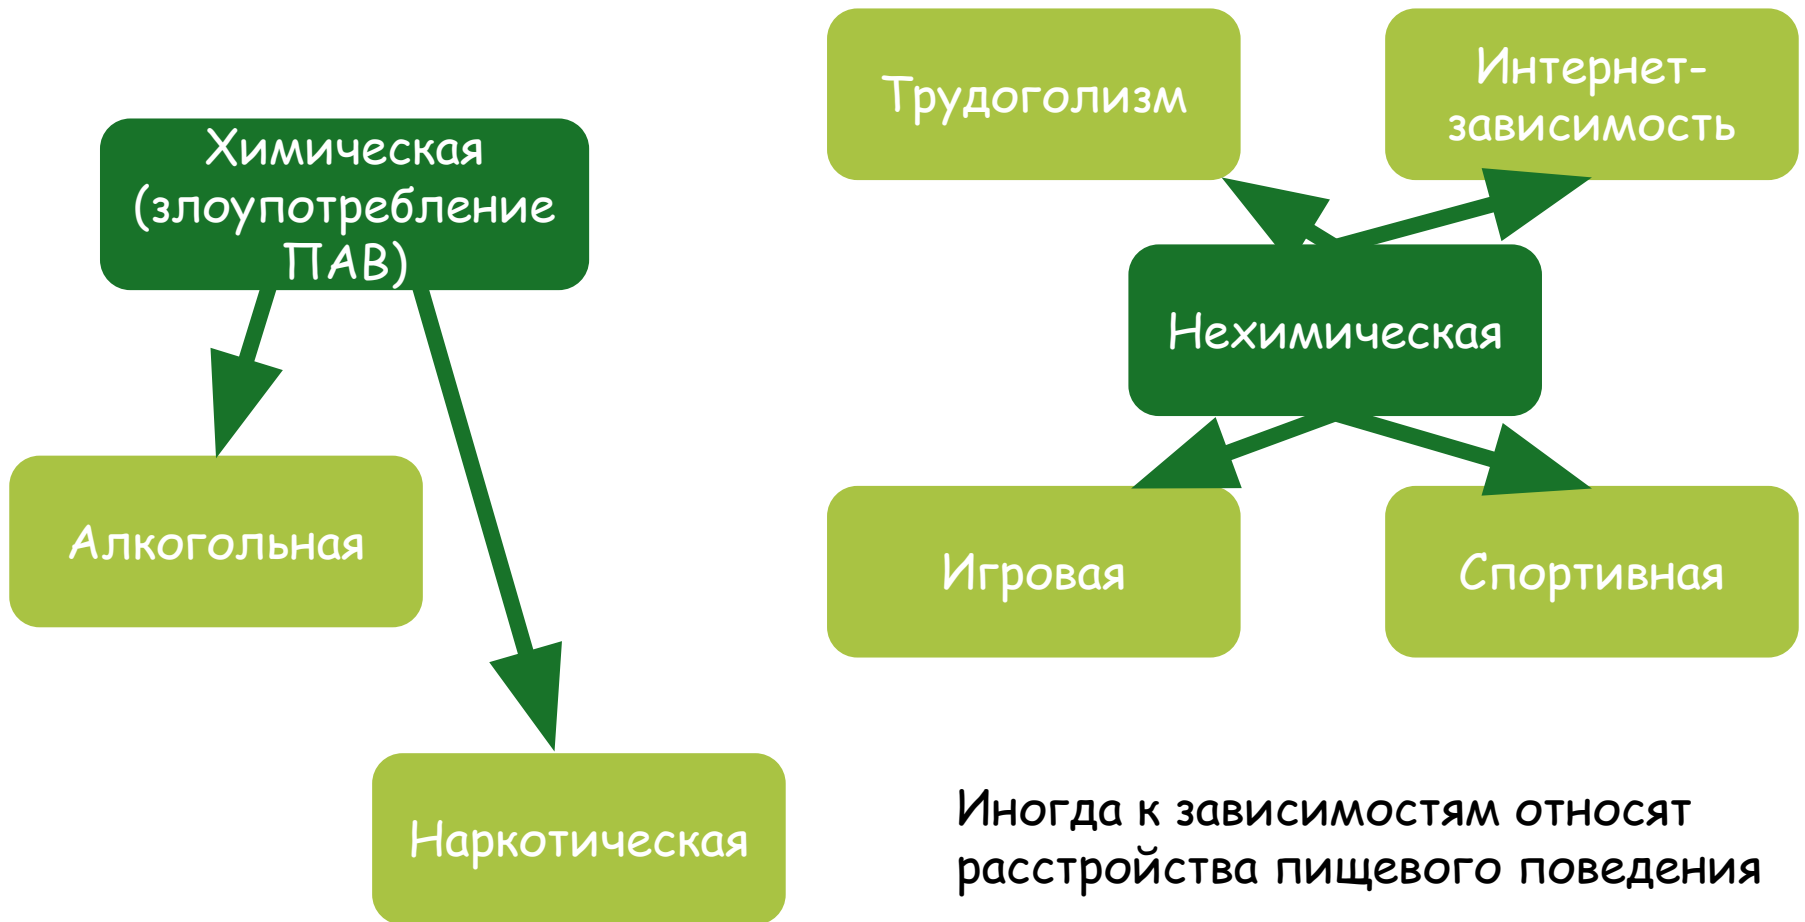 Химическая
(злоупотребление
ПАВ)
Алкогольная
Наркотическая
Трудоголизм
Интернет-
зависимость
Нехимическая
Игровая
Спортивная
Иногда к зависимостям относят
расстройства пищевого поведения